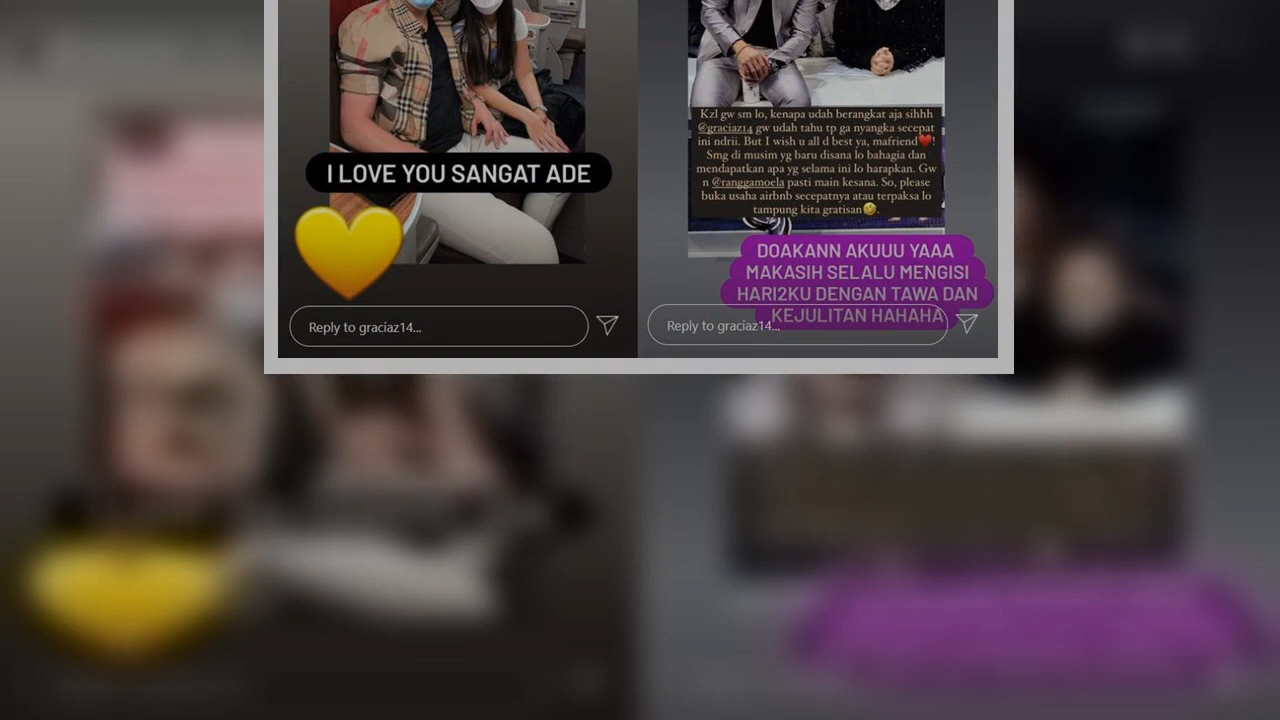 I LOVE YOU SANGAT ADE
Reply to graciaz14...
Kzl gw sm lo, kenapa udah berangkat aja sihhh
@graciaz14 gw udah tahu tp ga nyangka secepat
ini ndrii. But I wish u all d best ya, mafriend❤️!
Smg di musim yg baru disana lo bahagia dan
mendapatkan apa yg selama ini lo harapkan. Gw
n @ranggamoela pasti main kesana. So, please
buka usaha airbnb secepatnya atau terpaksa lo
tampung kita gratisan🤣.
DOAKANN AKUUU YAAA
MAKASIH SELALU MENGISI
HARI2KU DENGAN TAWA DAN
KEJULITAN HAHAHA
Reply to graciaz14...